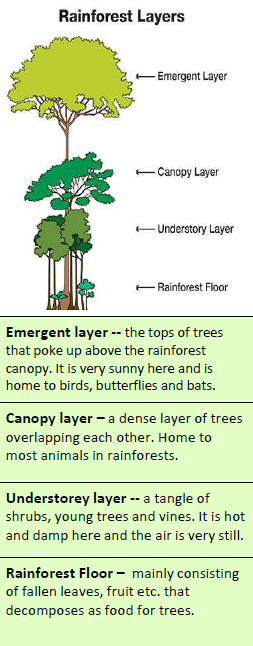 Rainforest Layers
Emergent Layer
Canopy Layer
Understory Layer
Rainforest Floor
Emergent layer -- the tops of trees
that poke up above the rainforest
canopy. It is very sunny here and is
home to birds, butterflies and bats.
Canopy layer – a dense layer of trees
overlapping each other. Home to
most animals in rainforests.
Understorey layer -- a tangle of
shrubs, young trees and vines. It is hot
and damp here and the air is very still.
Rainforest Floor – mainly consisting
of fallen leaves, fruit etc. that
decomposes as food for trees.